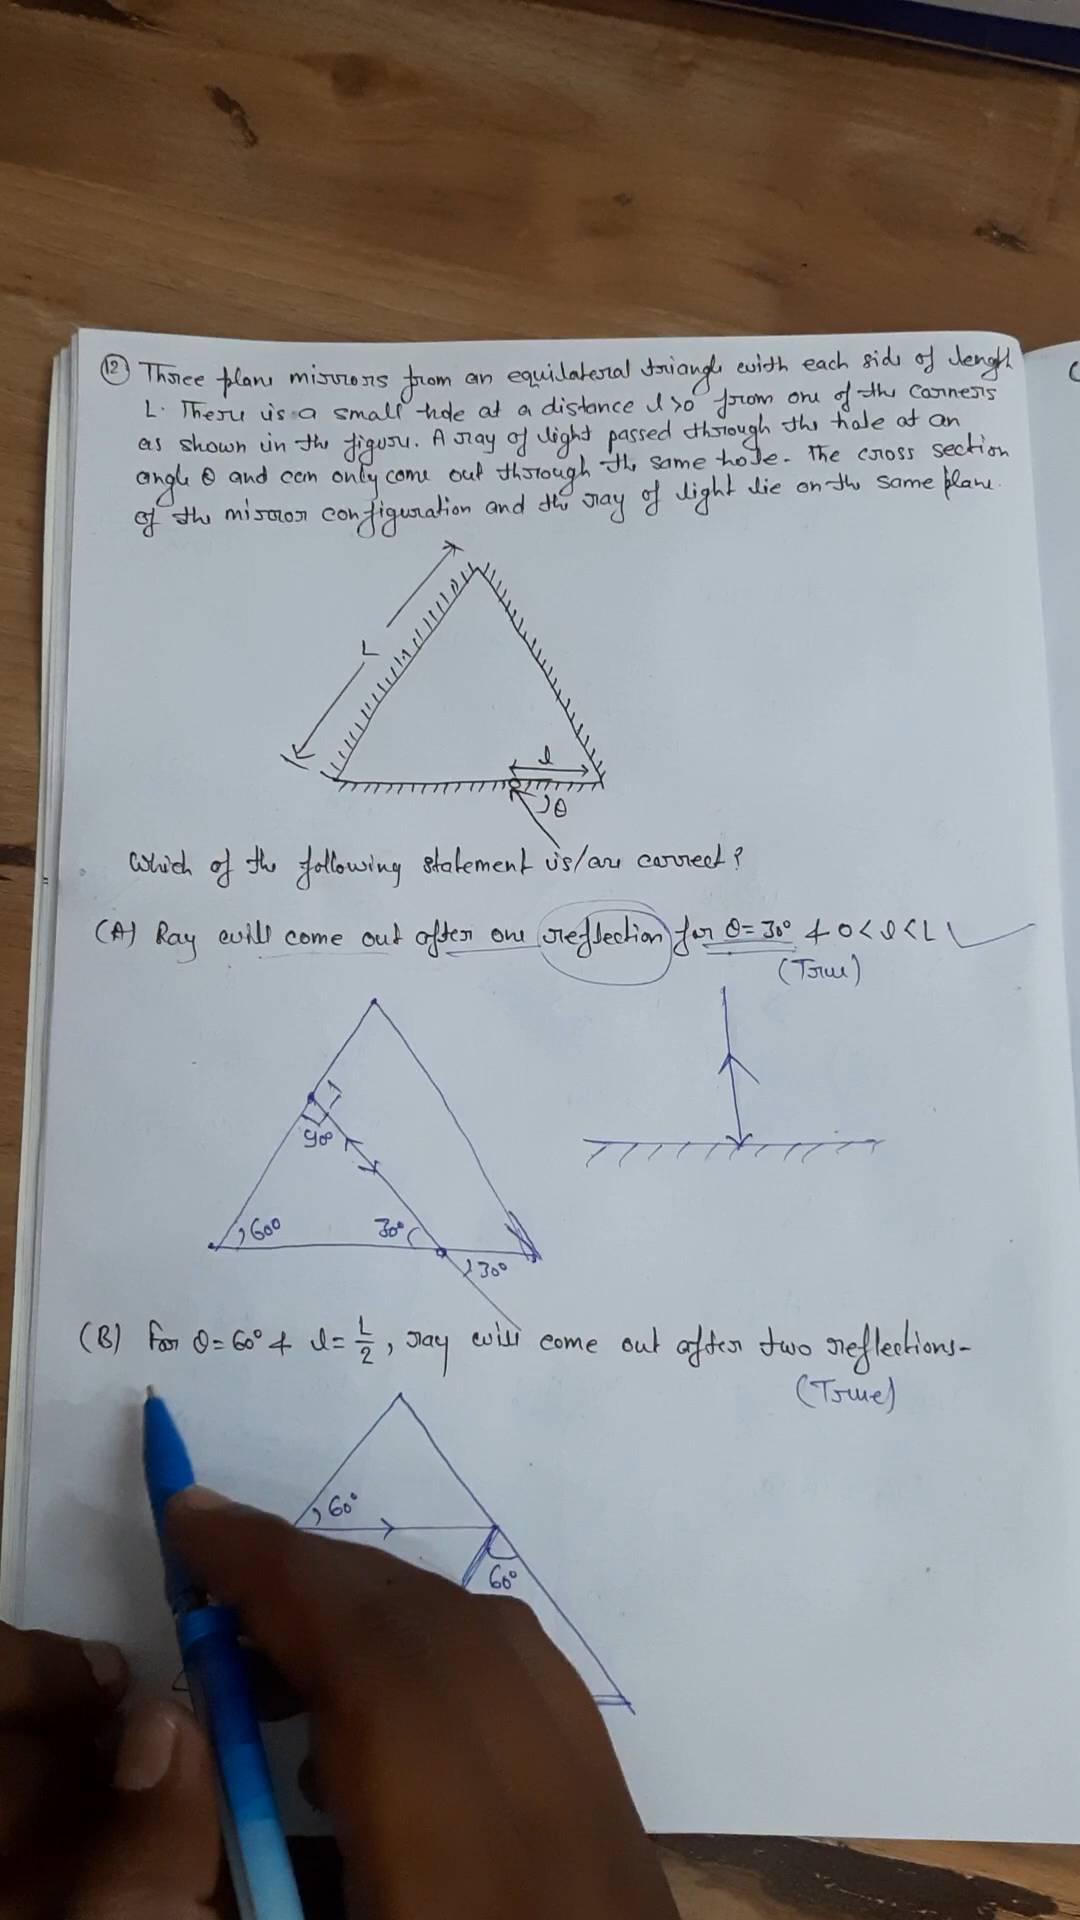 12 Three plane mirrors from an equilateral triangle with each side of length
L. There is a small hole at a distance l>0 from one of the corners
as shown in the figure. A ray of light passed through the hole at an
angle θ and can only come out through the same hole. The cross section
of the mirror configuration and the ray of light lie on the same plane.
L
l
θ
Which of the following statement is/are correct?
(A) Ray will come out after one reflection for θ=30° & 0<l<L
(True)
90°
60° 30°
30°
(B) For θ=60° & l=L/2, ray will come out after two reflections-
(True)
60°
60°